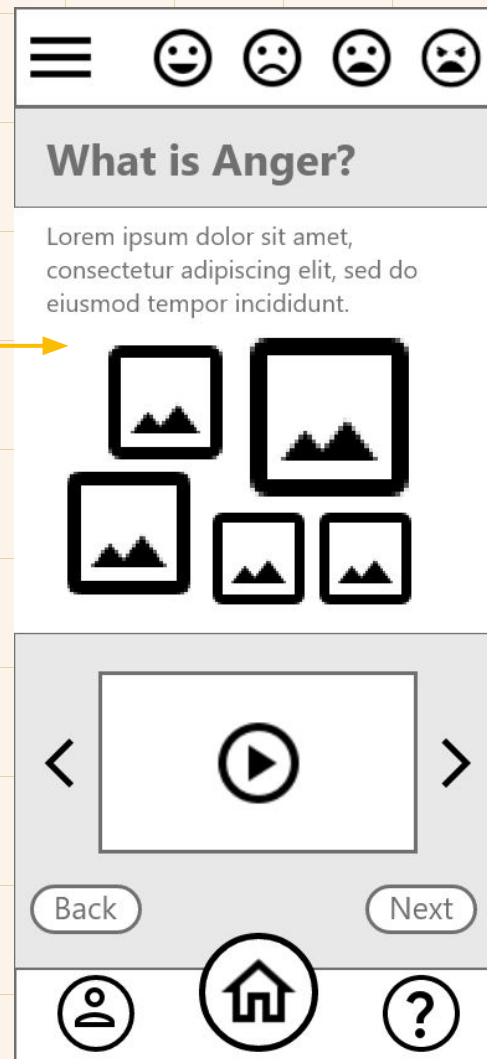 What is Anger?
Lorem ipsum dolor sit amet,
consectetur adipiscing elit, sed do
eiusmod tempor incididunt.
Back
Next